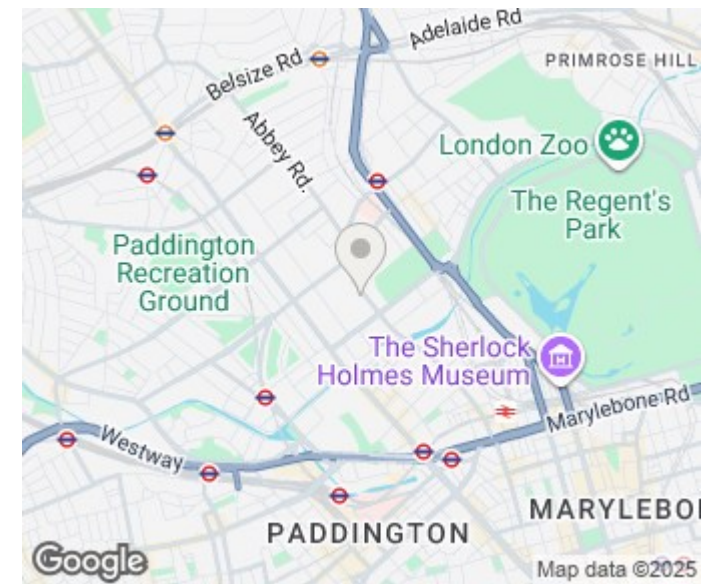 Adelaide Rd
PRIMROSE HILL
Belsize Rd
Abbey Rd.
London Zoo
The Regent's
Park
Paddington
Recreation
Ground
The Sherlock
Holmes Museum
Marylebone Rd
Westway
MARYLEBO
PADDINGTON
Google
Map data ©2025